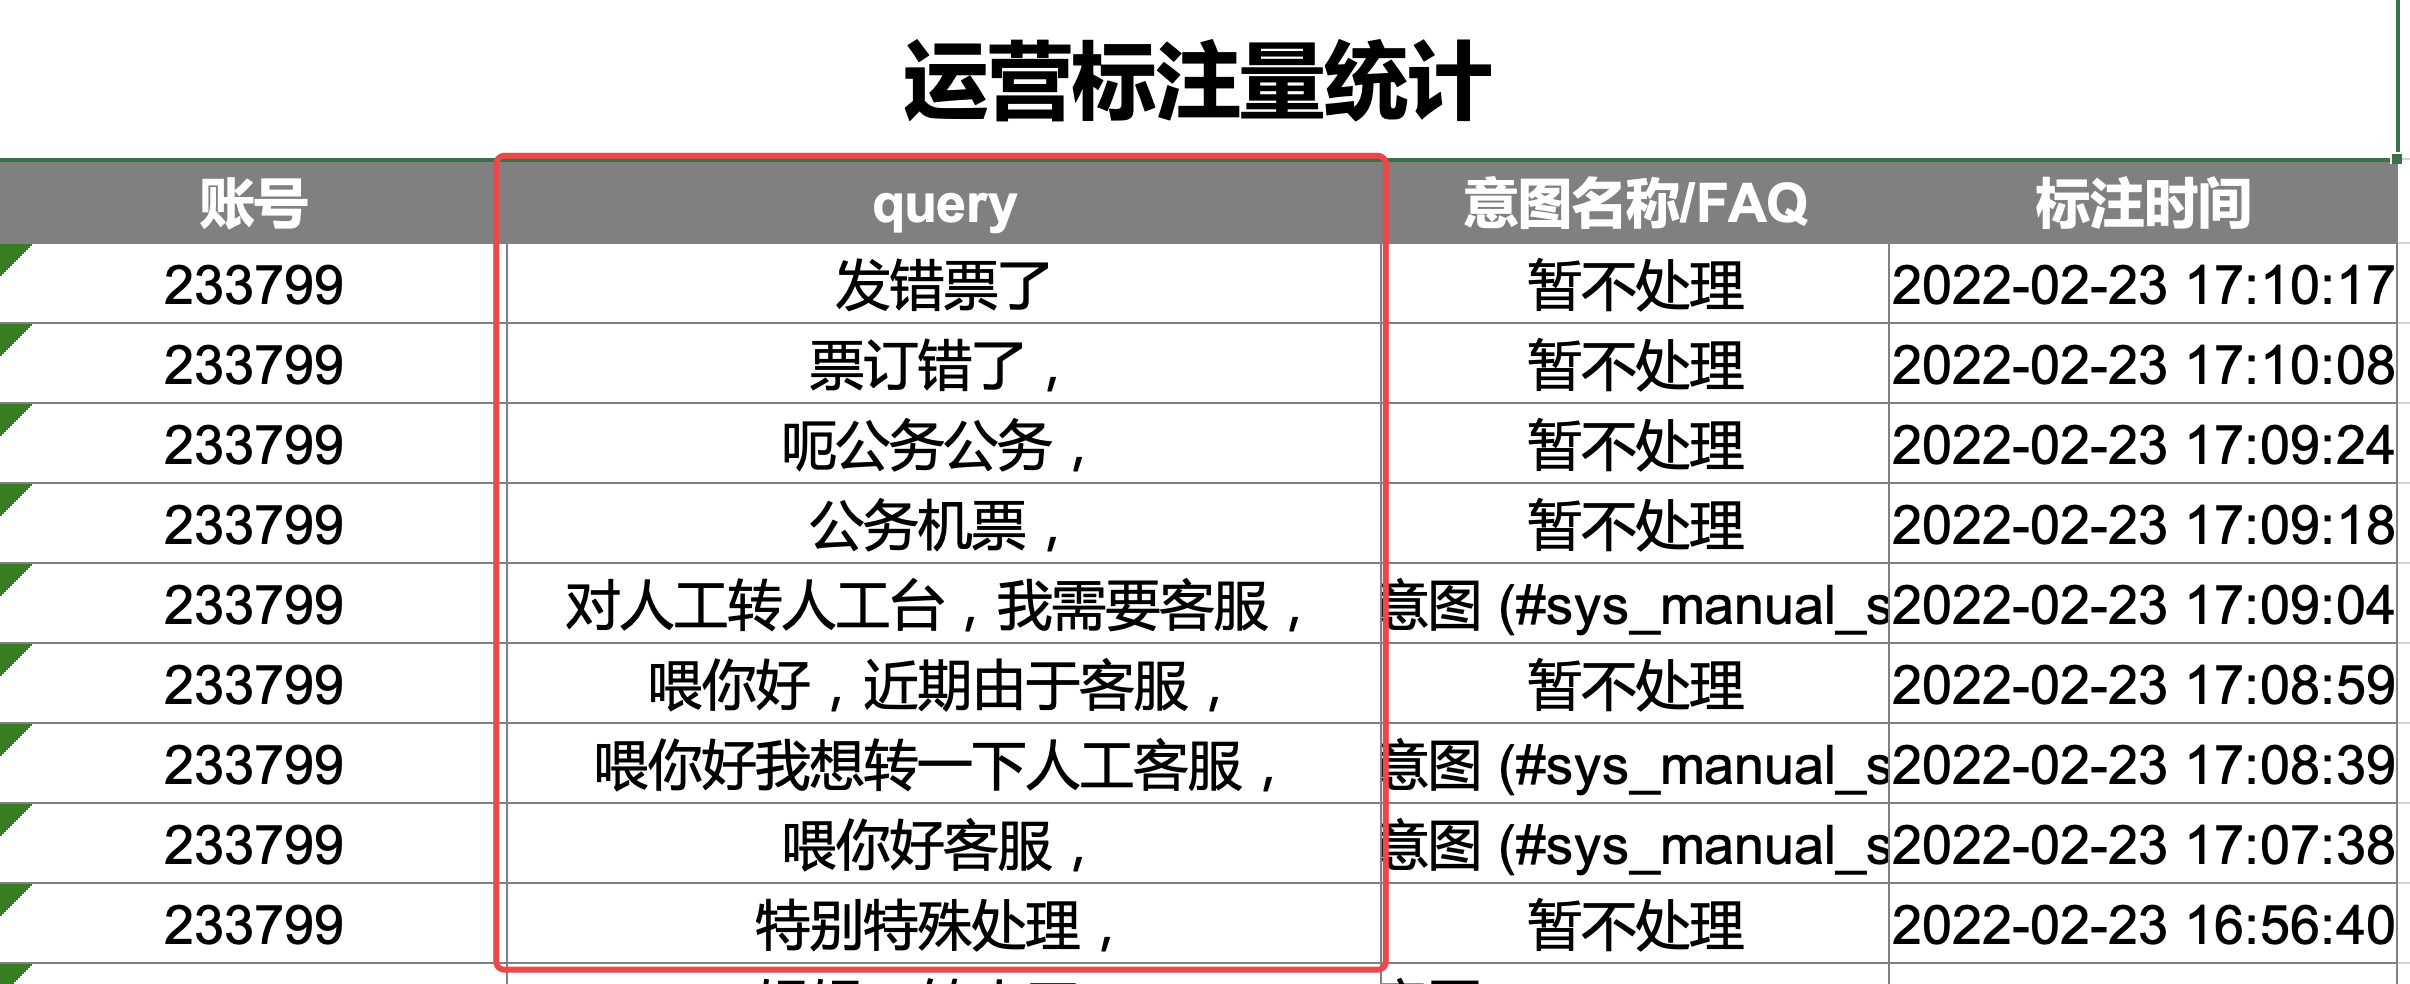 运营标注量统计
账号 query 意图名称/FAQ 标注时间
233799 发错票了 暂不处理 2022-02-23 17:10:17
233799 票订错了， 暂不处理 2022-02-23 17:10:08
233799 呃公务公务， 暂不处理 2022-02-23 17:09:24
233799 公务机票， 暂不处理 2022-02-23 17:09:18
233799 对人工转人工台，我需要客服， 意图 (#sys_manual_s 2022-02-23 17:09:04
233799 喂你好，近期由于客服， 暂不处理 2022-02-23 17:08:59
233799 喂你好我想转一下人工客服， 意图 (#sys_manual_s 2022-02-23 17:08:39
233799 喂你好客服， 意图 (#sys_manual_s 2022-02-23 17:07:38
233799 特别特殊处理， 暂不处理 2022-02-23 16:56:40